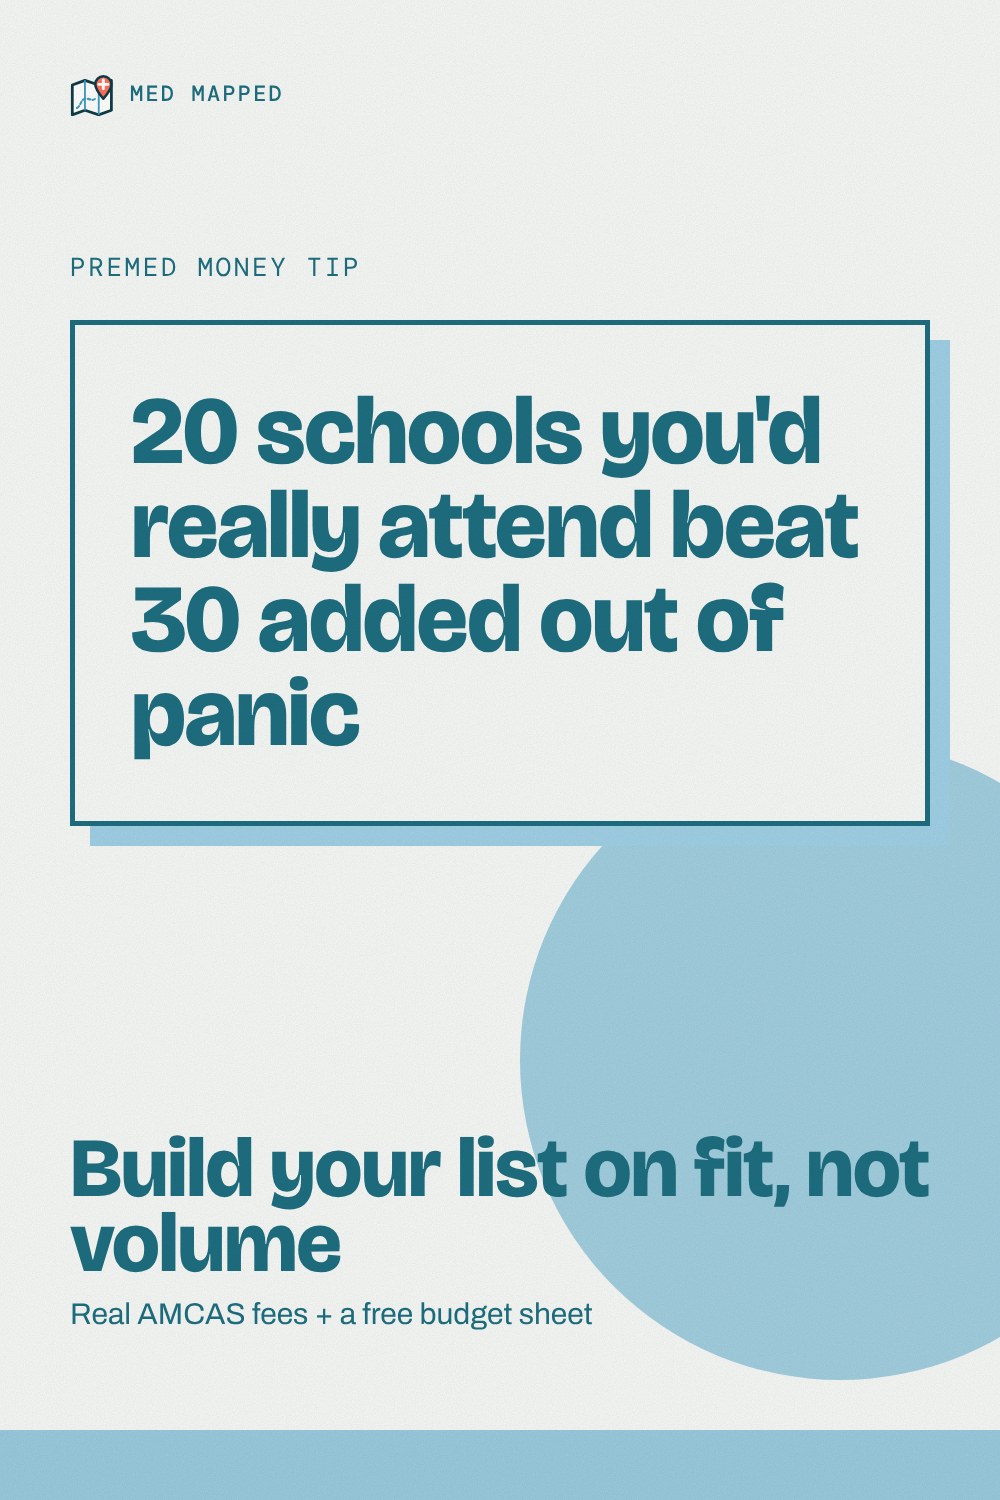 MED MAPPED
PREMED MONEY TIP
20 schools you'd
really attend beat
30 added out of
panic
Build your list on fit, not
volume
Real AMCAS fees + a free budget sheet